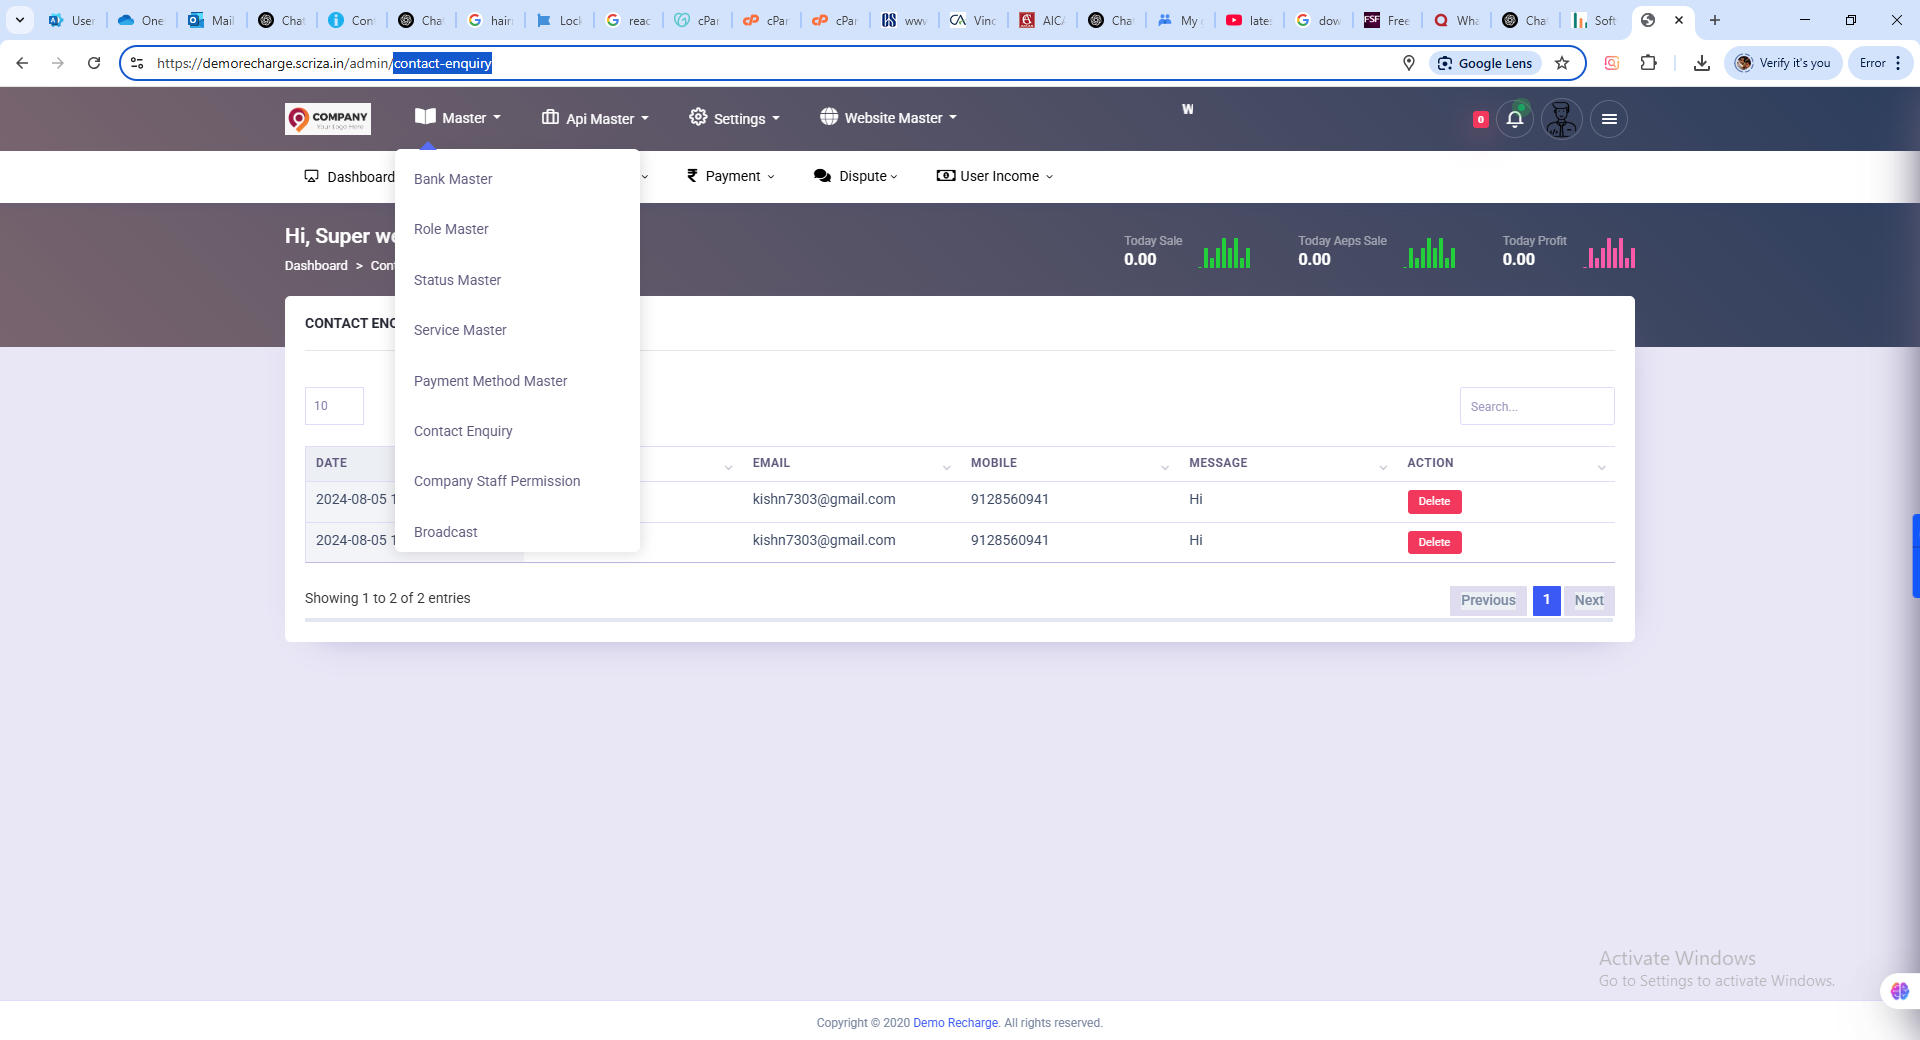 User
One
Mail
Chat
Con
Chat
hair
Lock
reac
cPar
cPar
cPar
www
Vinc
AICA
Chat
My
late
dow
Free
Wha
Chat
Soft
https://demorecharge.scriza.in/admin/contact-enquiry
Google Lens
Verify it's you
Error
COMPANY
Your Logo Here
Master
Api Master
Settings
Website Master
W
0
Dashboard
Payment
Dispute
User Income
Bank Master
Role Master
Status Master
Service Master
Payment Method Master
Contact Enquiry
Company Staff Permission
Broadcast
Hi, Super we
Dashboard > Con
Today Sale
0.00
Today Aeps Sale
0.00
Today Profit
0.00
CONTACT ENQ
10
Search...
DATE EMAIL MOBILE MESSAGE ACTION
2024-08-05 1 kishn7303@gmail.com 9128560941 Hi Delete
2024-08-05 1 kishn7303@gmail.com 9128560941 Hi Delete
Showing 1 to 2 of 2 entries
Previous 1 Next
Activate Windows
Go to Settings to activate Windows.
Copyright © 2020 Demo Recharge. All rights reserved.